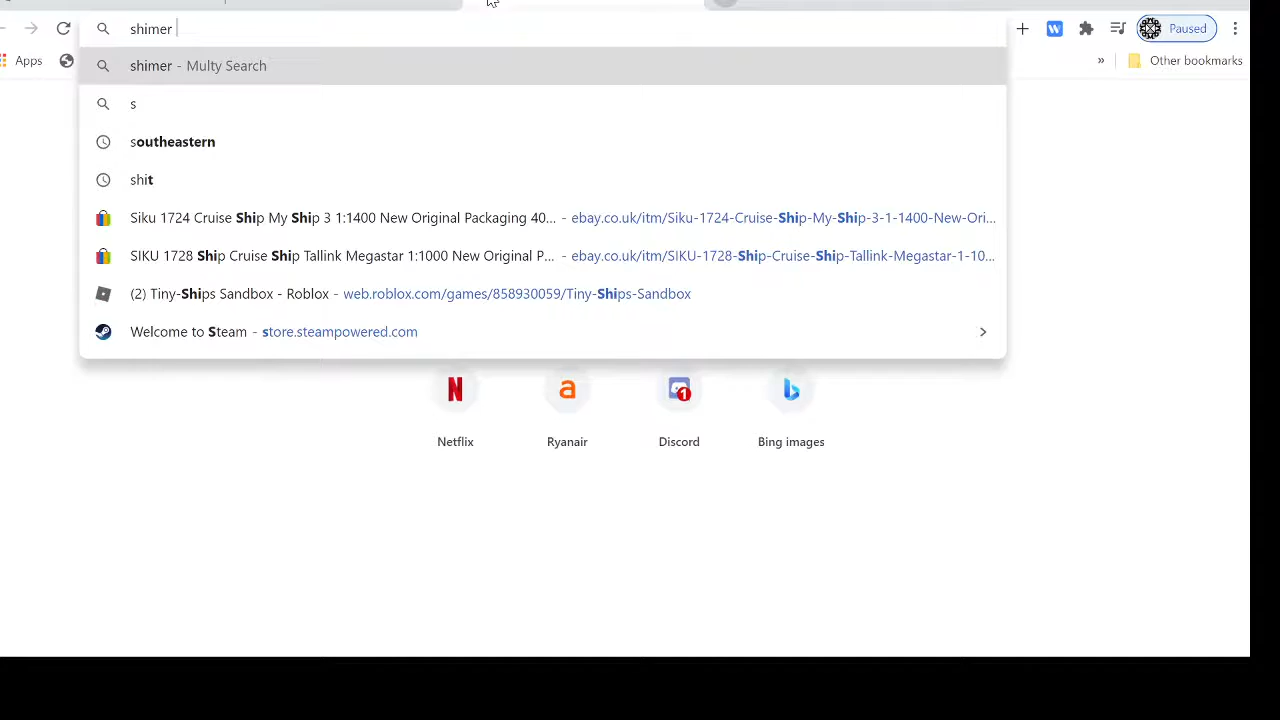 shimer
Paused
Apps
»
Other bookmarks
shimer - Multy Search
s
southeastern
shit
Siku 1724 Cruise Ship My Ship 3 1:1400 New Original Packaging 40... - ebay.co.uk/itm/Siku-1724-Cruise-Ship-My-Ship-3-1-1400-New-Ori...
SIKU 1728 Ship Cruise Ship Tallink Megastar 1:1000 New Original P... - ebay.co.uk/itm/SIKU-1728-Ship-Cruise-Ship-Tallink-Megastar-1-10...
(2) Tiny-Ships Sandbox - Roblox - web.roblox.com/games/858930059/Tiny-Ships-Sandbox
Welcome to Steam - store.steampowered.com
N a 1 b
Netflix Ryanair Discord Bing images